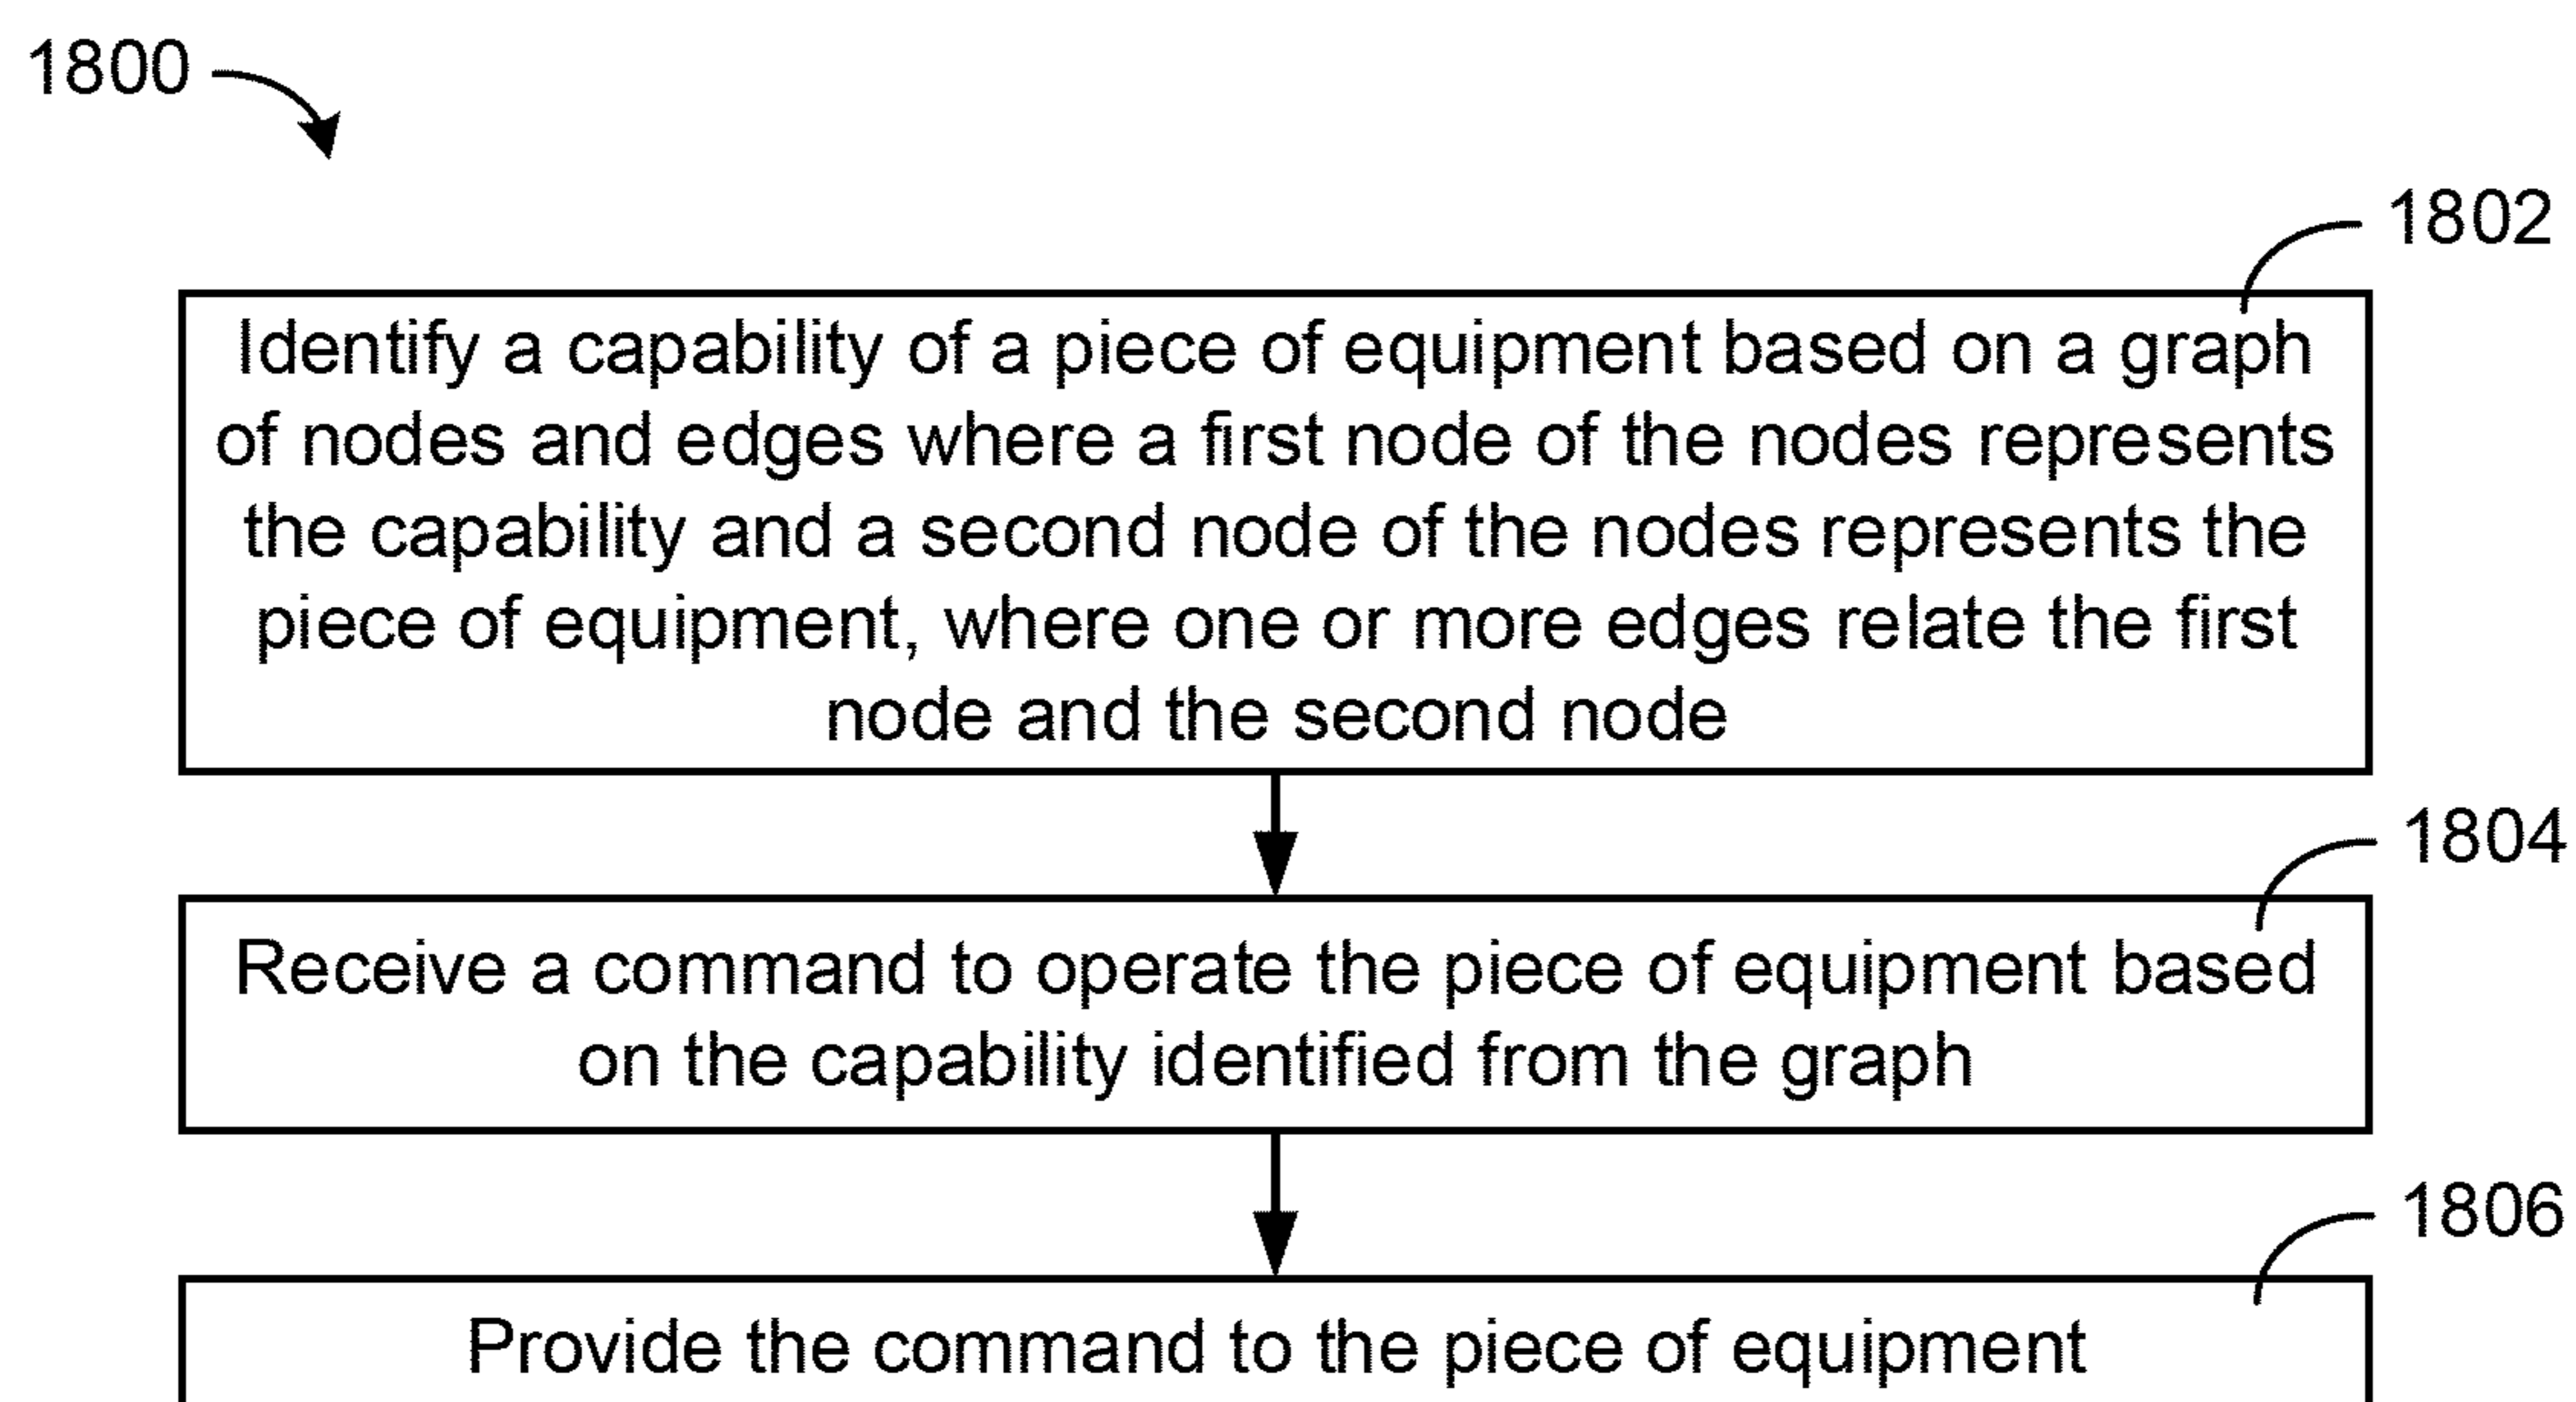 1800
1802
Identify a capability of a piece of equipment based on a graph
of nodes and edges where a first node of the nodes represents
the capability and a second node of the nodes represents the
piece of equipment, where one or more edges relate the first
node and the second node
1804
Receive a command to operate the piece of equipment based
on the capability identified from the graph
1806
Provide the command to the piece of equipment